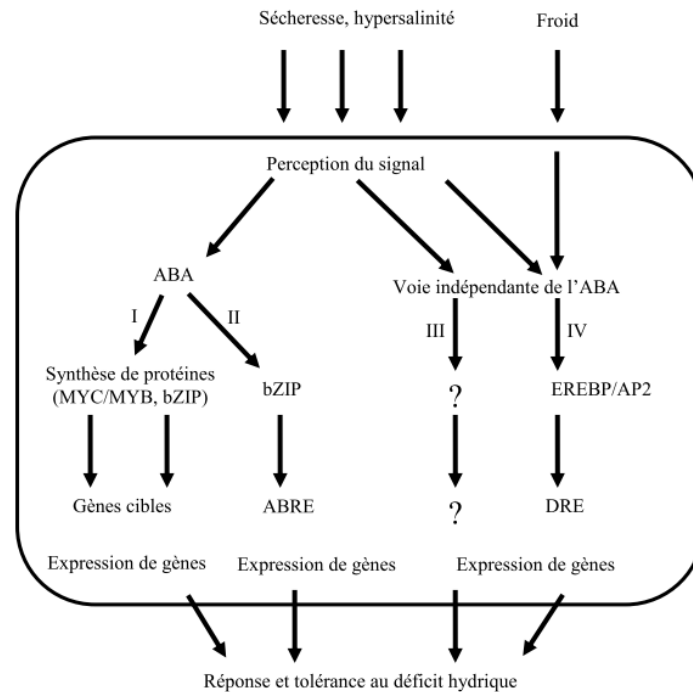 Sécheresse, hypersalinité
Froid
Perception du signal
ABA
Voie indépendante de l’ABA
I
II
III
IV
Synthèse de protéines
(MYC/MYB, bZIP)
bZIP
?
EREBP/AP2
Gènes cibles
ABRE
?
DRE
Expression de gènes
Expression de gènes
Expression de gènes
Réponse et tolérance au déficit hydrique